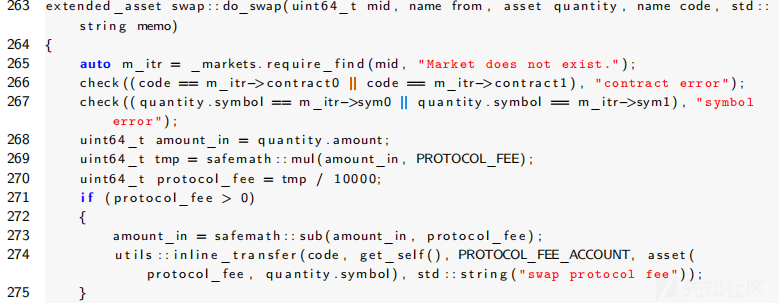 263 extended_asset swap::do_swap(uint64_t mid, name from, asset quantity, name code, std::
string memo)
264 {
265 auto m_itr = _markets.require_find(mid, "Market does not exist.");
266 check((code == m_itr->contract0 || code == m_itr->contract1), "contract error");
267 check((quantity.symbol == m_itr->sym0 || quantity.symbol == m_itr->sym1), "symbol
error");
268 uint64_t amount_in = quantity.amount;
269 uint64_t tmp = safemath::mul(amount_in, PROTOCOL_FEE);
270 uint64_t protocol_fee = tmp / 10000;
271 if (protocol_fee > 0)
272 {
273 amount_in = safemath::sub(amount_in, protocol_fee);
274 utils::inline_transfer(code, get_self(), PROTOCOL_FEE_ACCOUNT, asset(
protocol_fee, quantity.symbol), std::string("swap protocol fee"));
275 }
先知社区